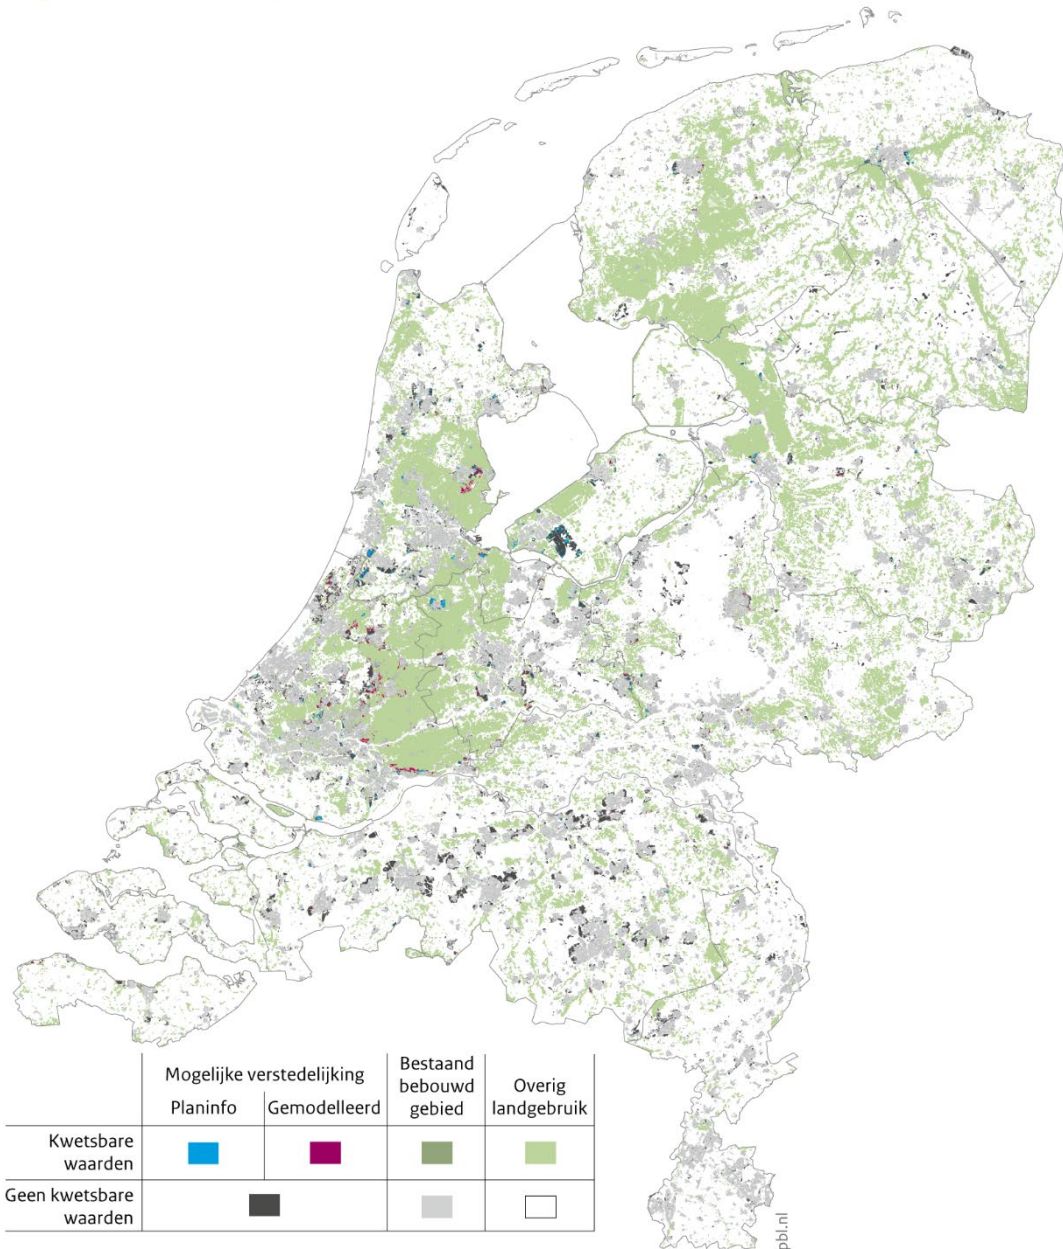 Mogelijke verstedelijking
Planinfo
Gemodelleerd
Bestaand
bebouwd
gebied
Overig
landgebruik
Kwetsbare
waarden
Geen kwetsbare
waarden
pbl.nl